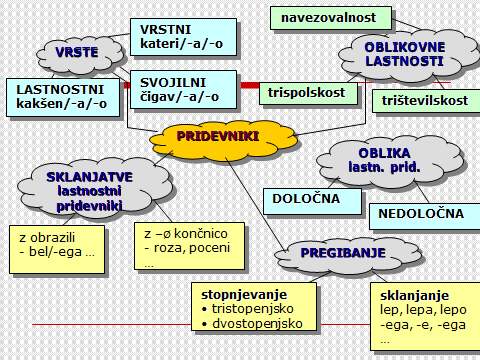 navezovalnost
VRSTNI
kateri/-a/-o
VRSTE
OBLIKOVNE
LASTNOSTI
LASTNOSTNI
kakšen/-a/-o
SVOJILNI
čigav/-a/-o
trispolskost
trištevilskost
PRIDEVNIKI
OBLIKA
lastn. prid.
SKLANJATVE
lastnostni
pridevniki
DOLOČNA
NEDOLOČNA
z obrazili
- bel/-ega ...
z –ø končnico
- roza, poceni
...
PREGIBANJE
stopnjevanje
• tristopenjsko
• dvostopenjsko
sklanjanje
lep, lepa, lepo
-ega, -e, -ega
...